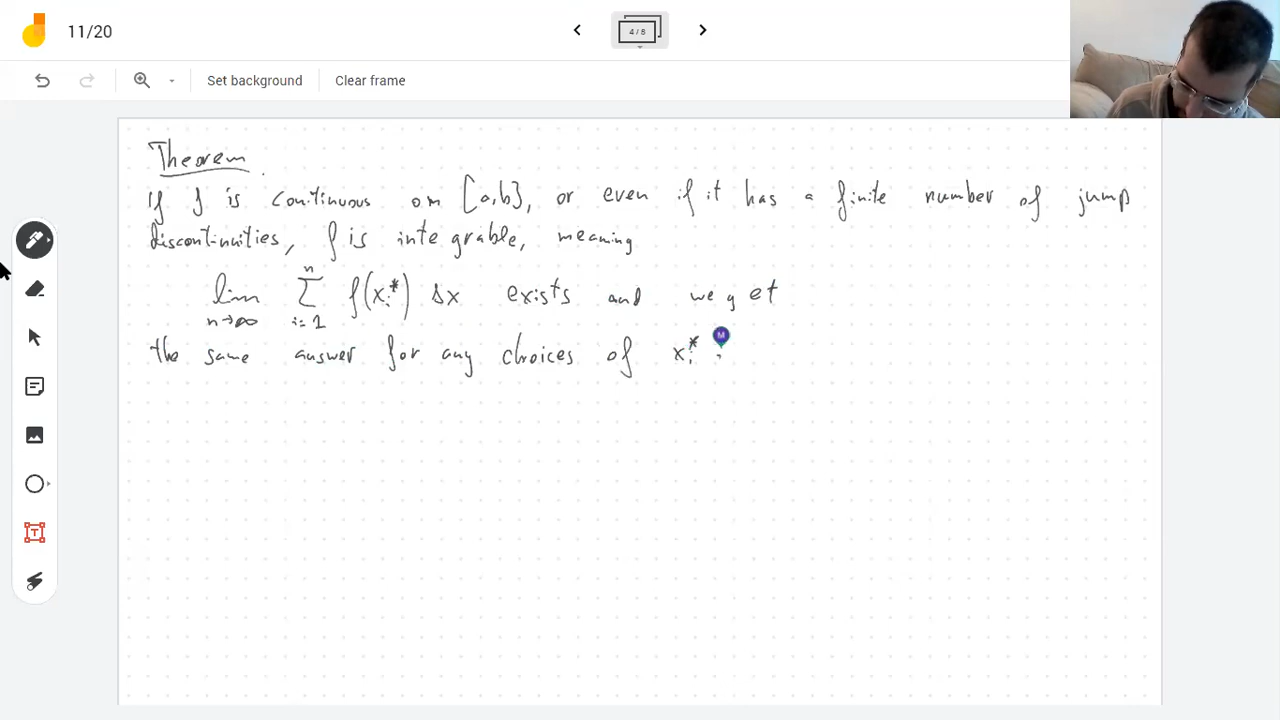 11/20
4 / 8
Set background
Clear frame
Theorem
If f is continuous on [a,b], or even if it has a finite number of jump
discontinuities, f is integrable, meaning
lim n→∞ Σ i=1 n f(xᵢ*) Δx exists and we get
the same answer for any choices of xᵢ* .
M
T